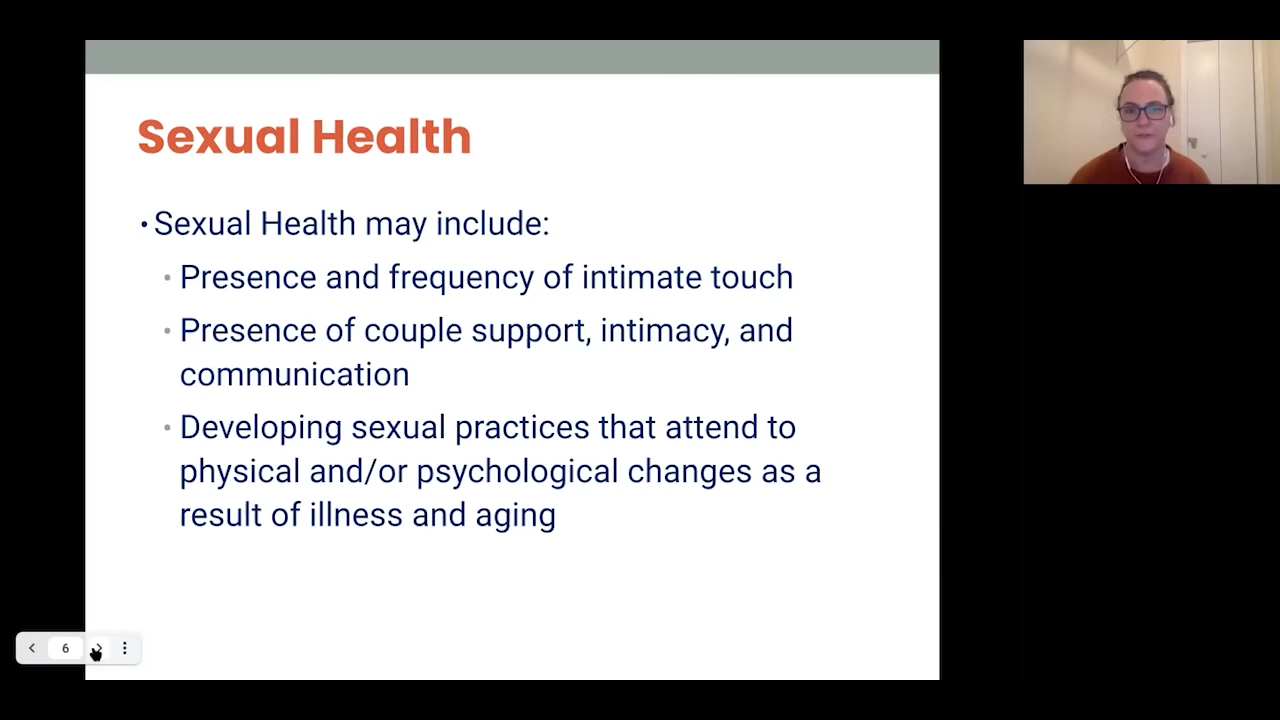 Sexual Health
• Sexual Health may include:
• Presence and frequency of intimate touch
• Presence of couple support, intimacy, and
communication
• Developing sexual practices that attend to
physical and/or psychological changes as a
result of illness and aging
6